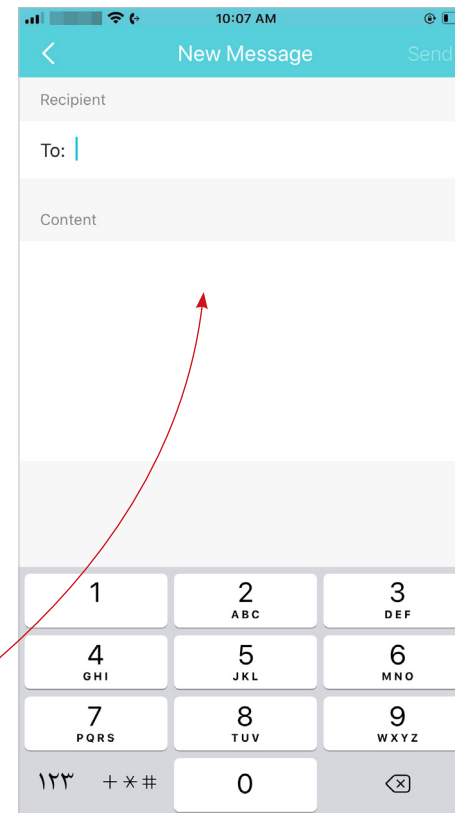 10:07 AM
New Message
Send
Recipient
To:
Content
1
2
ABC
3
DEF
4
GHI
5
JKL
6
MNO
7
PQRS
8
TUV
9
WXYZ
١٢٣ +*#
0